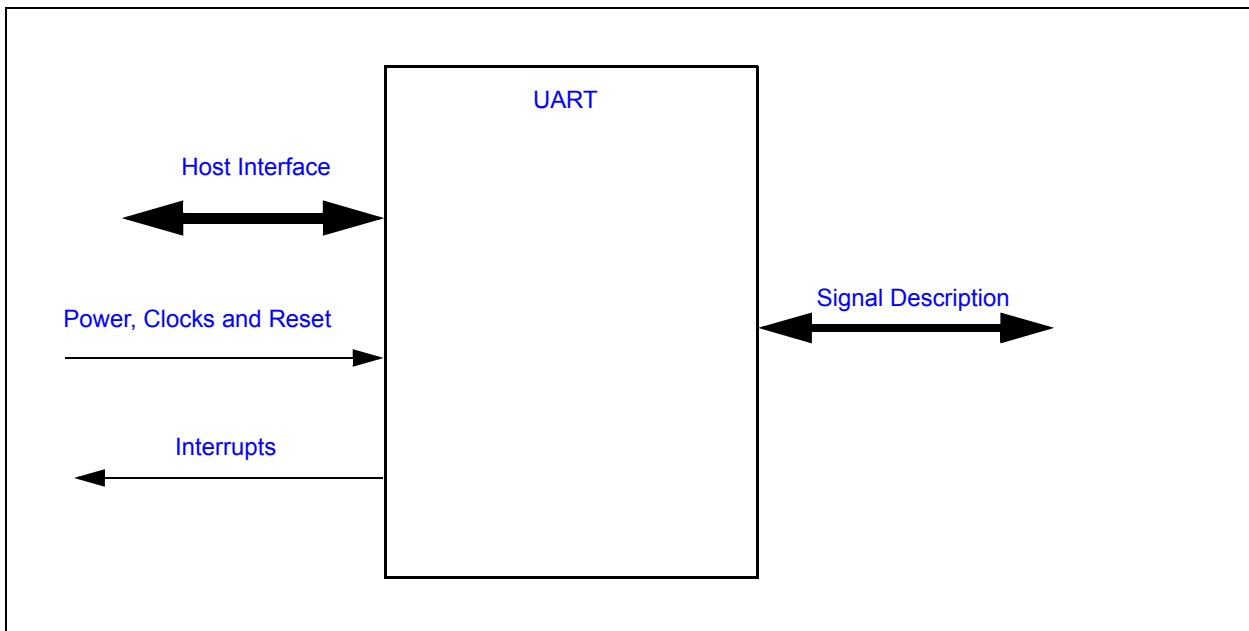 UART
Host Interface
Signal Description
Power, Clocks and Reset
Interrupts